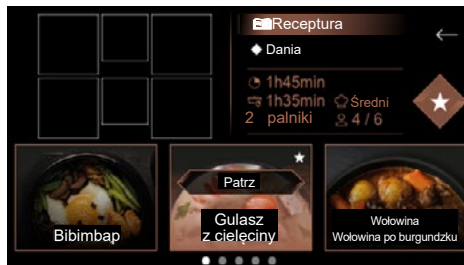 Receptura
Dania
1h45min
1h35min Średni
2 palniki 4 / 6
Bibimbap
Patrz
Gulasz
z cielęciny
Wołowina
Wołowina po burgundzku